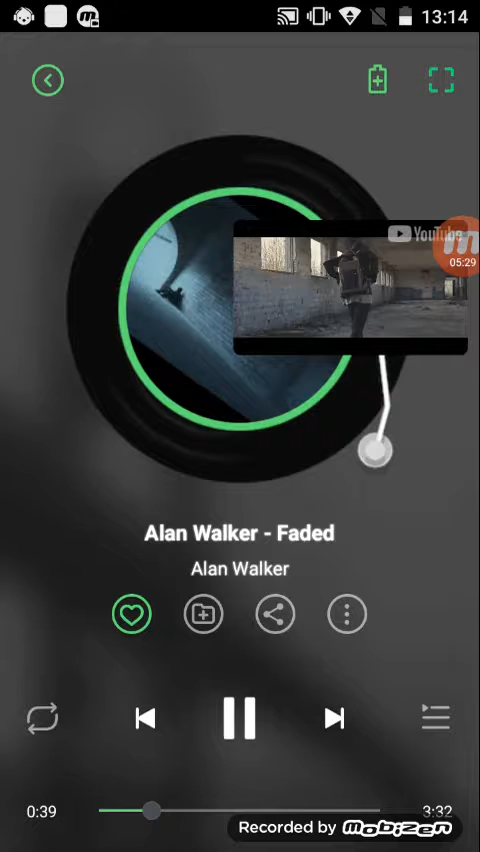 13:14
YouTube
05:29
Alan Walker - Faded
Alan Walker
0:39
3:32
Recorded by Mobizen